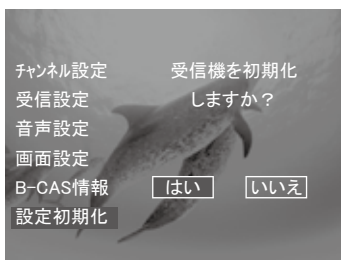 チャンネル設定
受信設定
音声設定
画面設定
B-CAS情報
設定初期化
受信機を初期化
しますか？
はい
いいえ